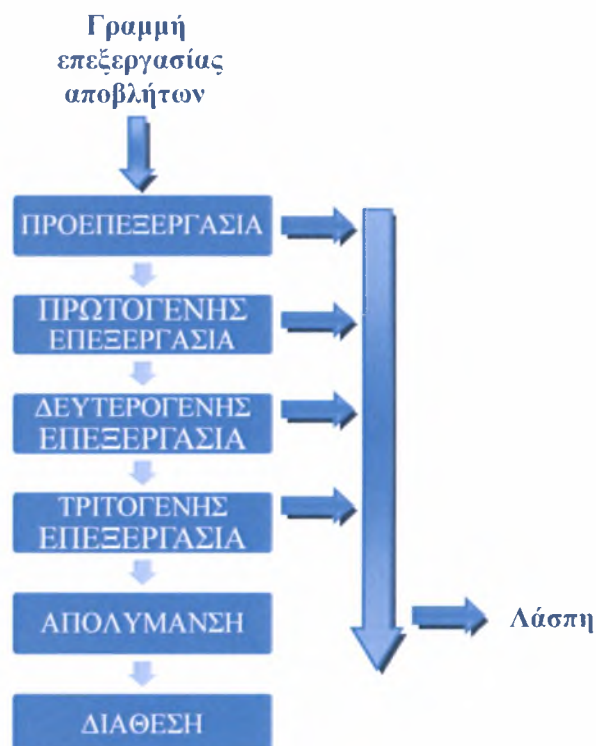 Γραμμή
επεξεργασίας
αποβλήτων
ΠΡΟΕΠΕΞΕΡΓΑΣΙΑ
ΠΡΩΤΟΓΕΝΗΣ
ΕΠΕΞΕΡΓΑΣΙΑ
ΔΕΥΤΕΡΟΓΕΝΗΣ
ΕΠΕΞΕΡΓΑΣΙΑ
ΤΡΙΤΟΓΕΝΗΣ
ΕΠΕΞΕΡΓΑΣΙΑ
ΑΠΟΛΥΜΑΝΣΗ
Λάσπη
ΔΙΑΘΕΣΗ